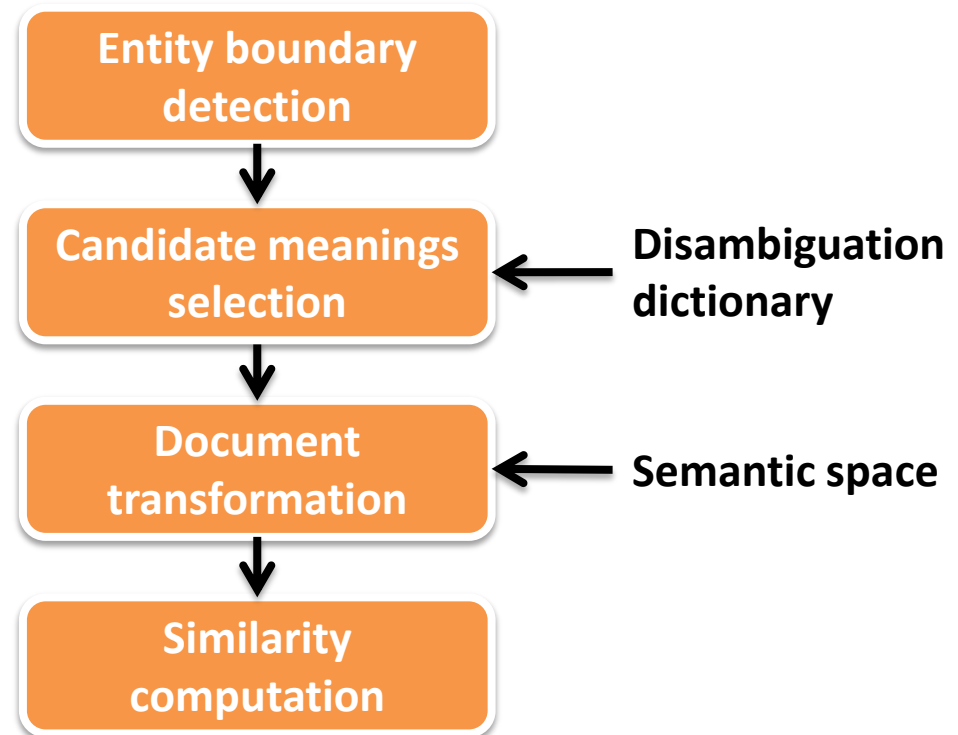 Entity boundary
detection
Candidate meanings
selection
Disambiguation
dictionary
Document
transformation
Semantic space
Similarity
computation